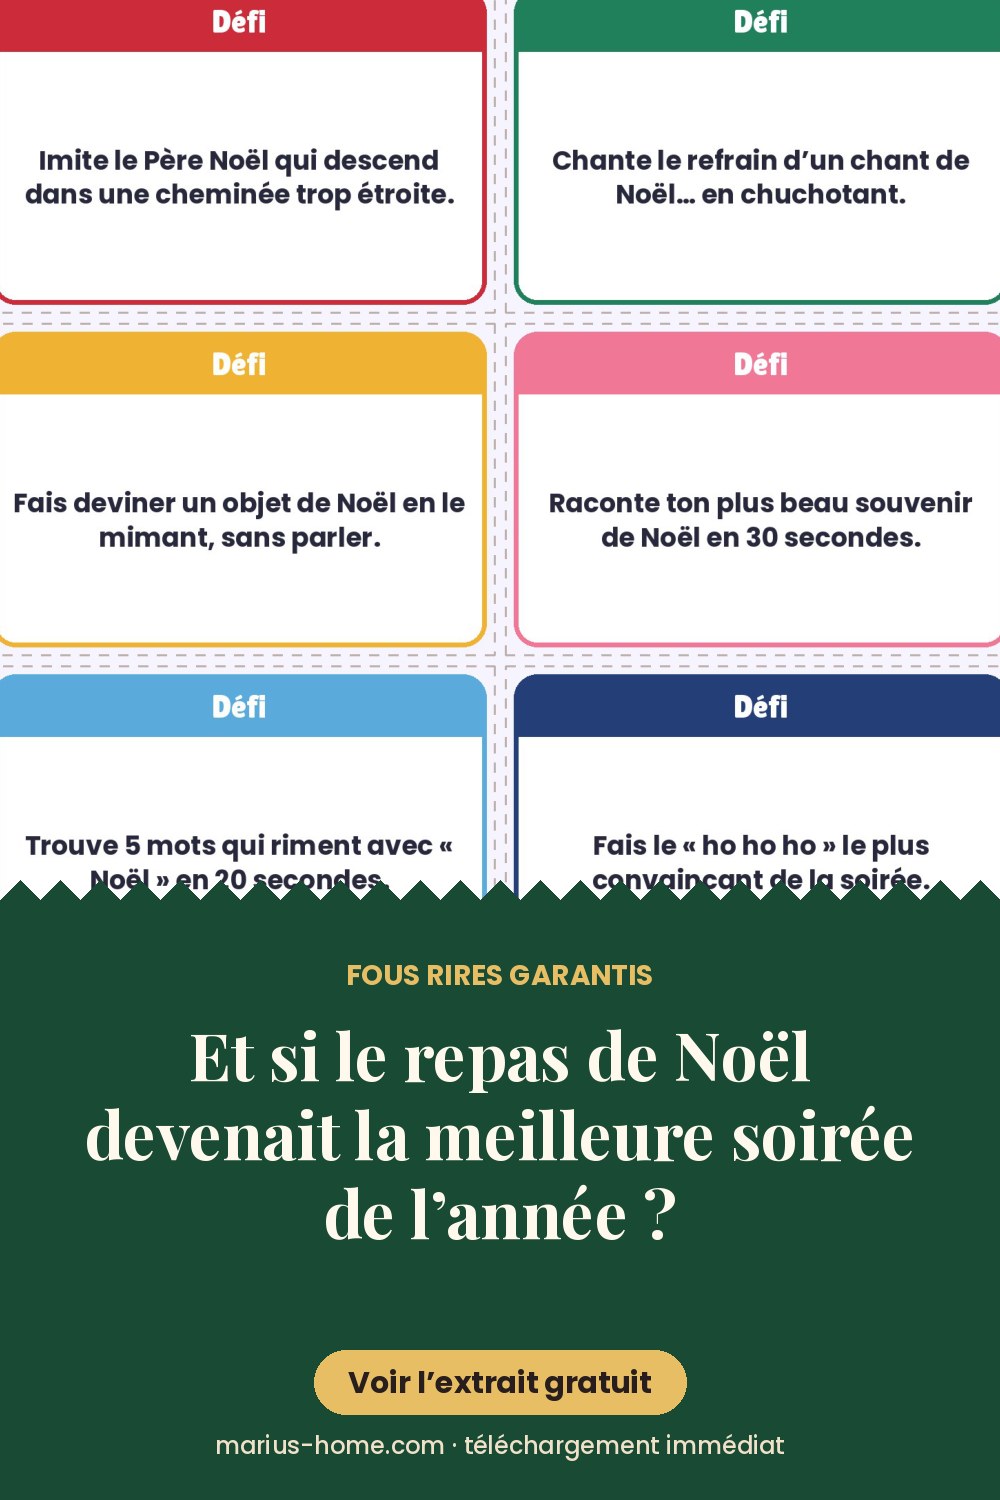 Défi
Imite le Père Noël qui descend
dans une cheminée trop étroite.
Défi
Chante le refrain d’un chant de
Noël... en chuchotant.
Défi
Fais deviner un objet de Noël en le
mimant, sans parler.
Défi
Raconte ton plus beau souvenir
de Noël en 30 secondes.
Défi
Trouve 5 mots qui riment avec «
Noël » en 20 secondes.
Défi
Fais le « ho ho ho » le plus
convaincant de la soirée.
FOUS RIRES GARANTIS
Et si le repas de Noël
devenait la meilleure soirée
de l’année ?
Voir l’extrait gratuit
marius-home.com · téléchargement immédiat